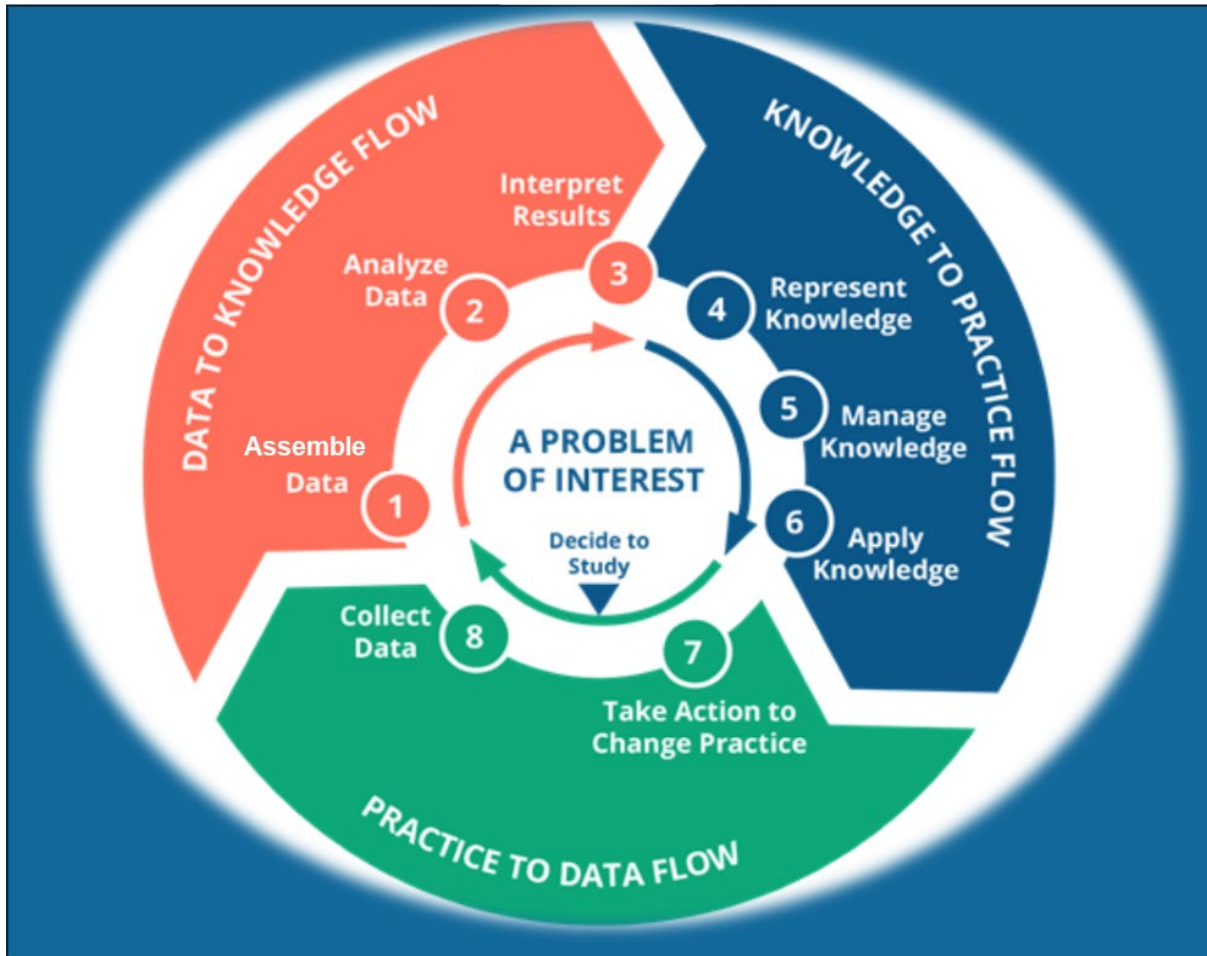 DATA TO KNOWLEDGE FLOW
KNOWLEDGE TO PRACTICE FLOW
PRACTICE TO DATA FLOW
A PROBLEM
OF INTEREST
Decide to
Study
Assemble
Data
1
Analyze
Data
2
Interpret
Results
3
4
Represent
Knowledge
5
Manage
Knowledge
6
Apply
Knowledge
7
Take Action to
Change Practice
Collect
Data
8